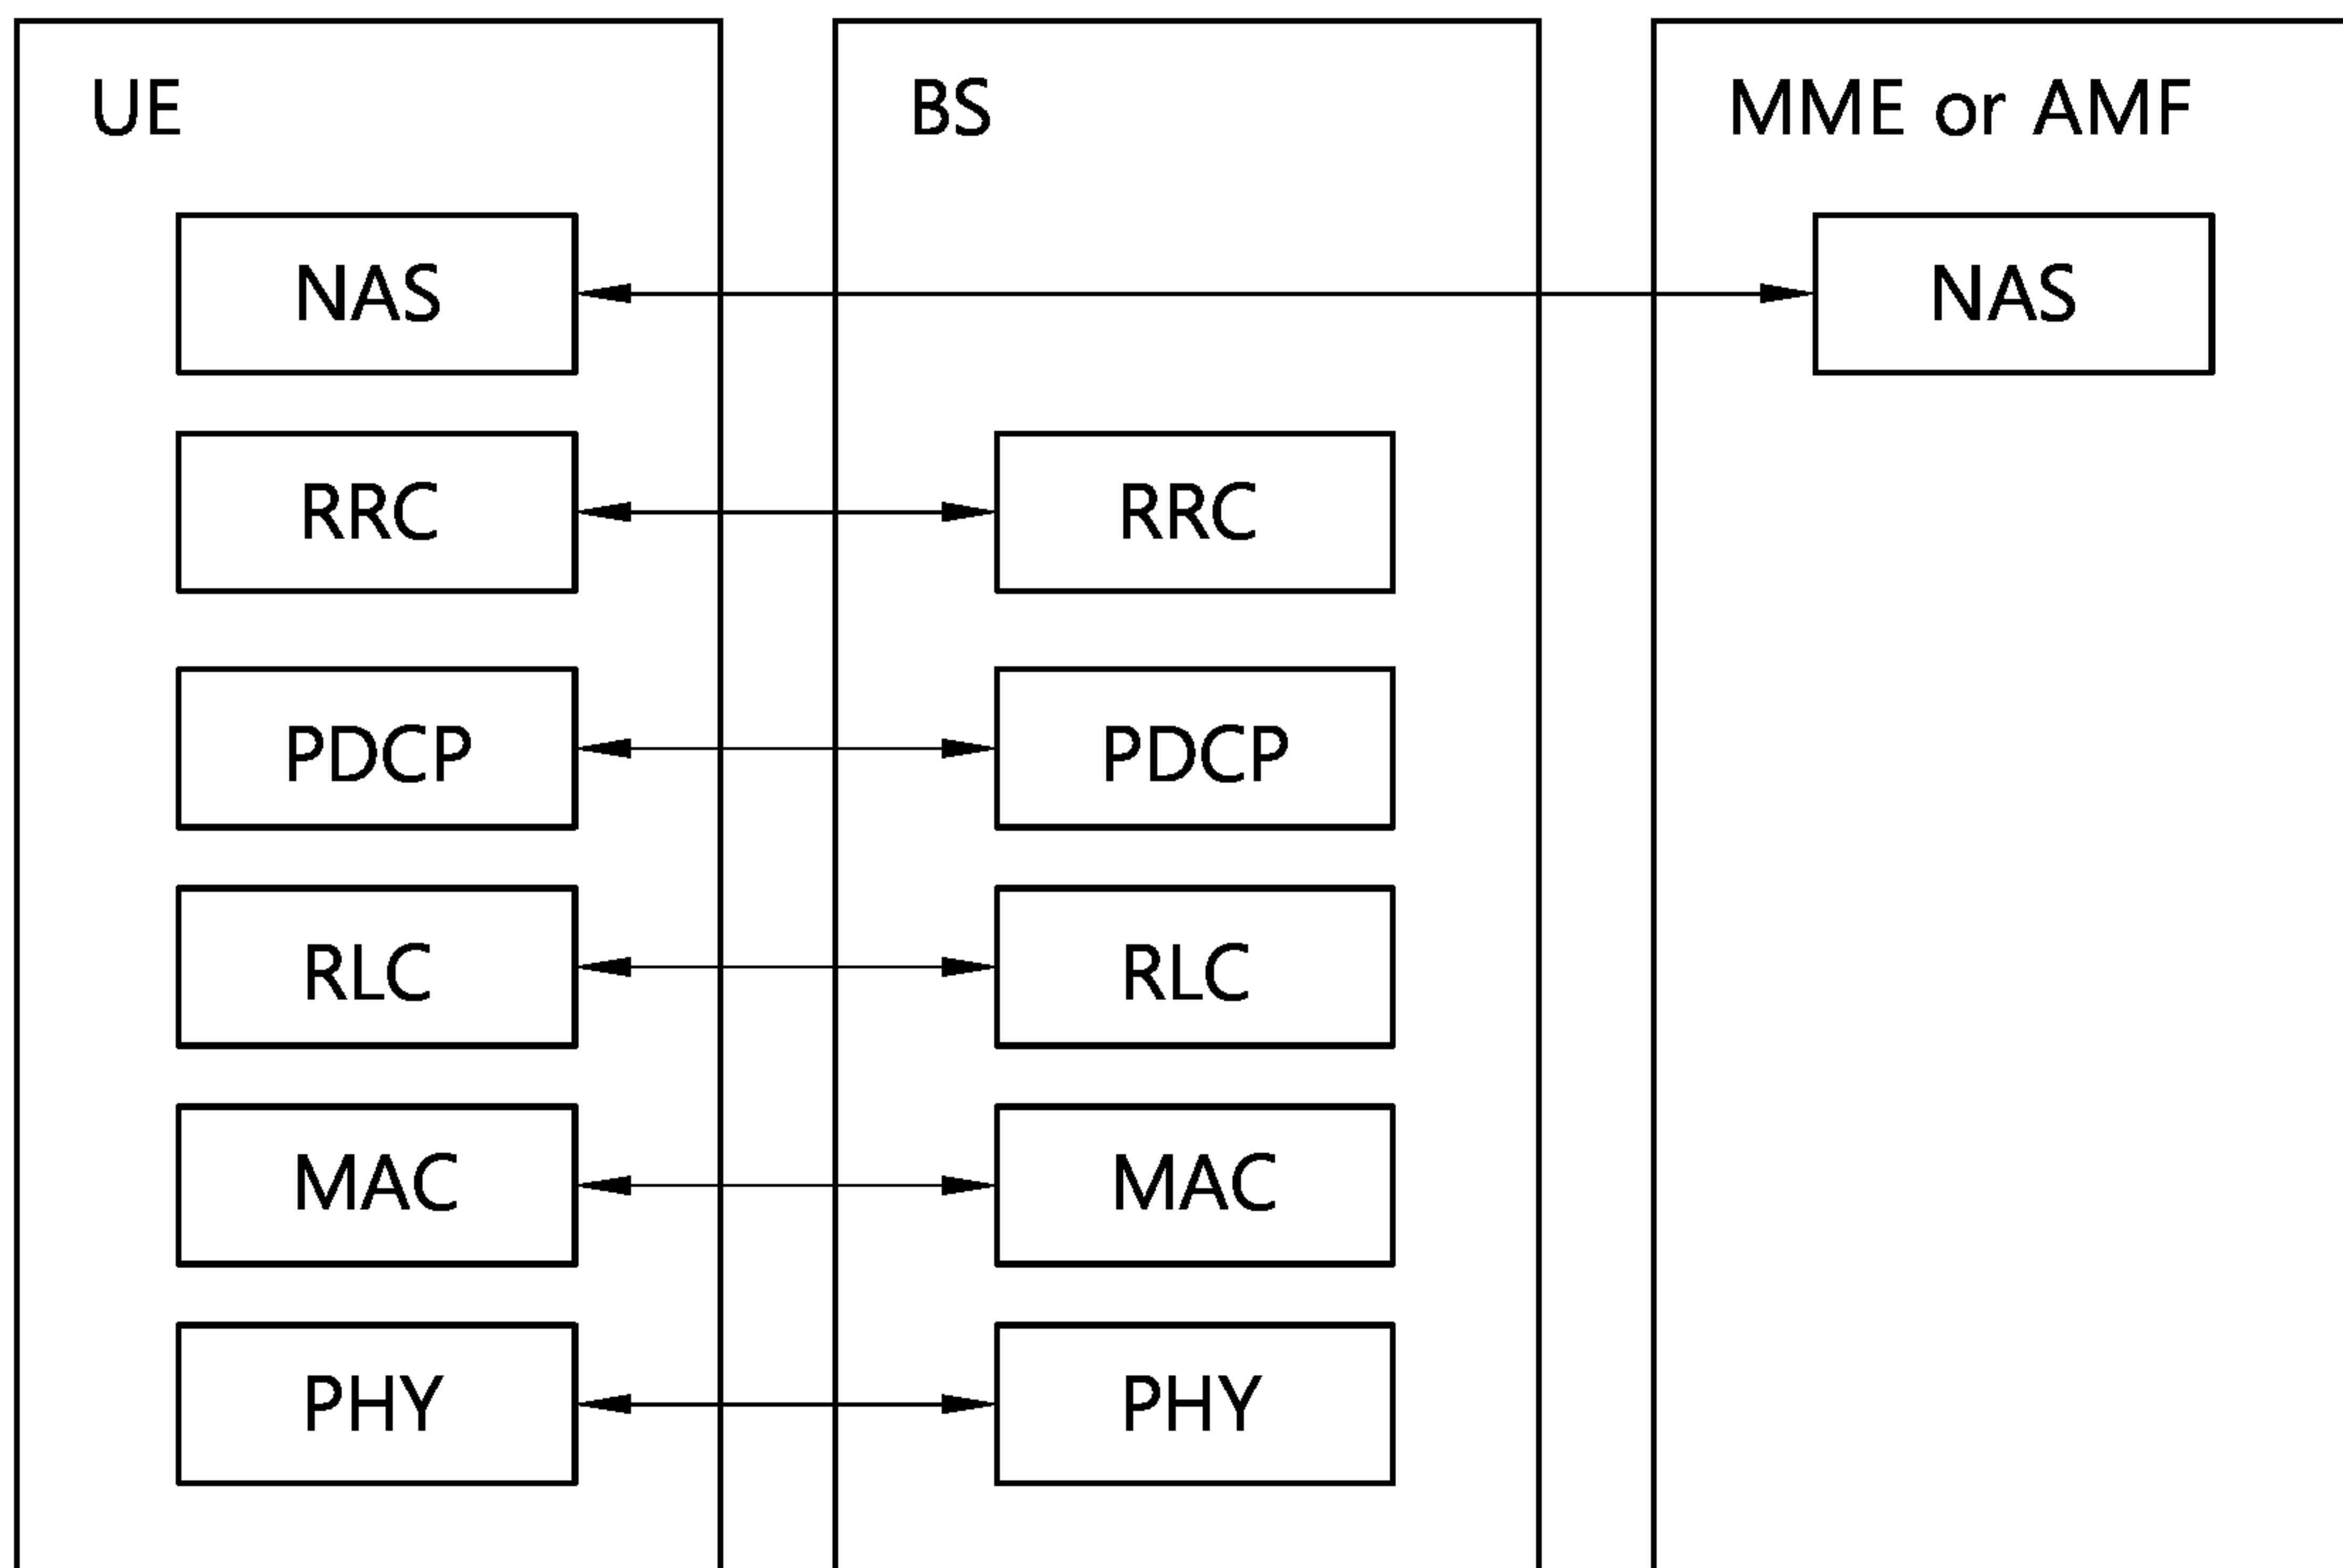 UE
BS
MME or AMF
NAS
NAS
RRC
RRC
PDCP
PDCP
RLC
RLC
MAC
MAC
PHY
PHY